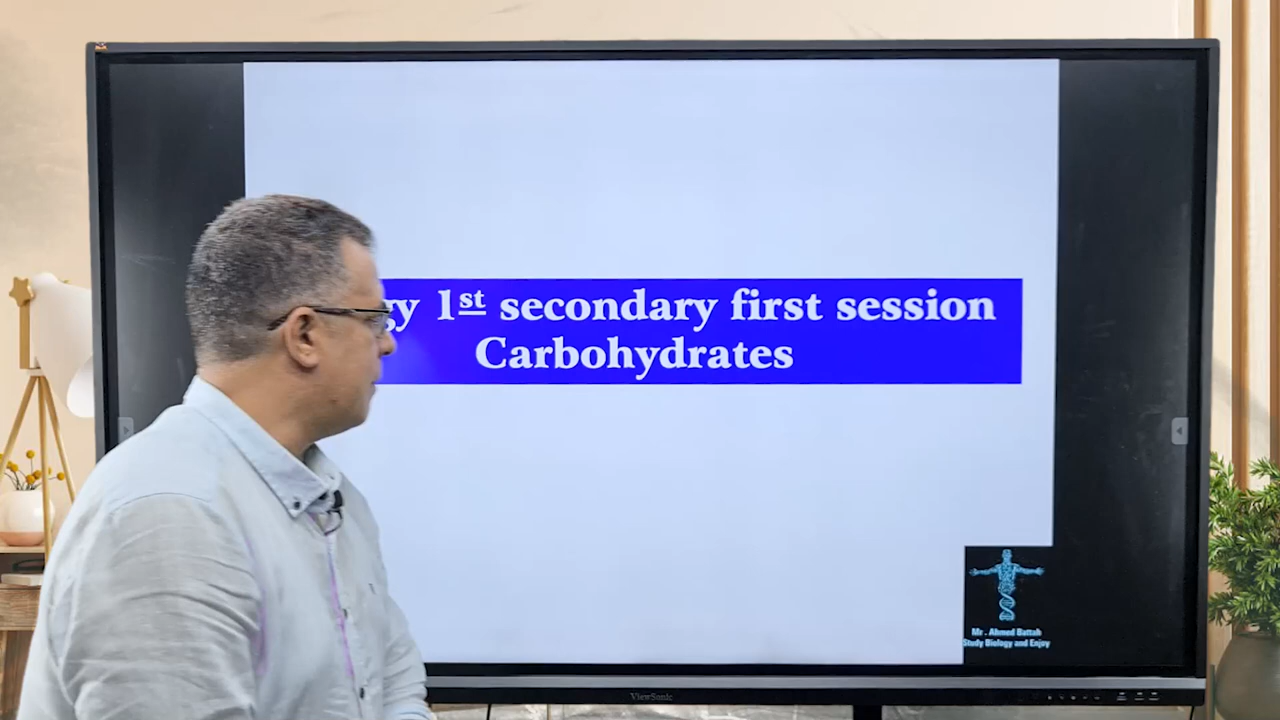 gy 1st secondary first session
Carbohydrates
Mr. Ahmed Battah
Study Biology and Enjoy
ViewSonic